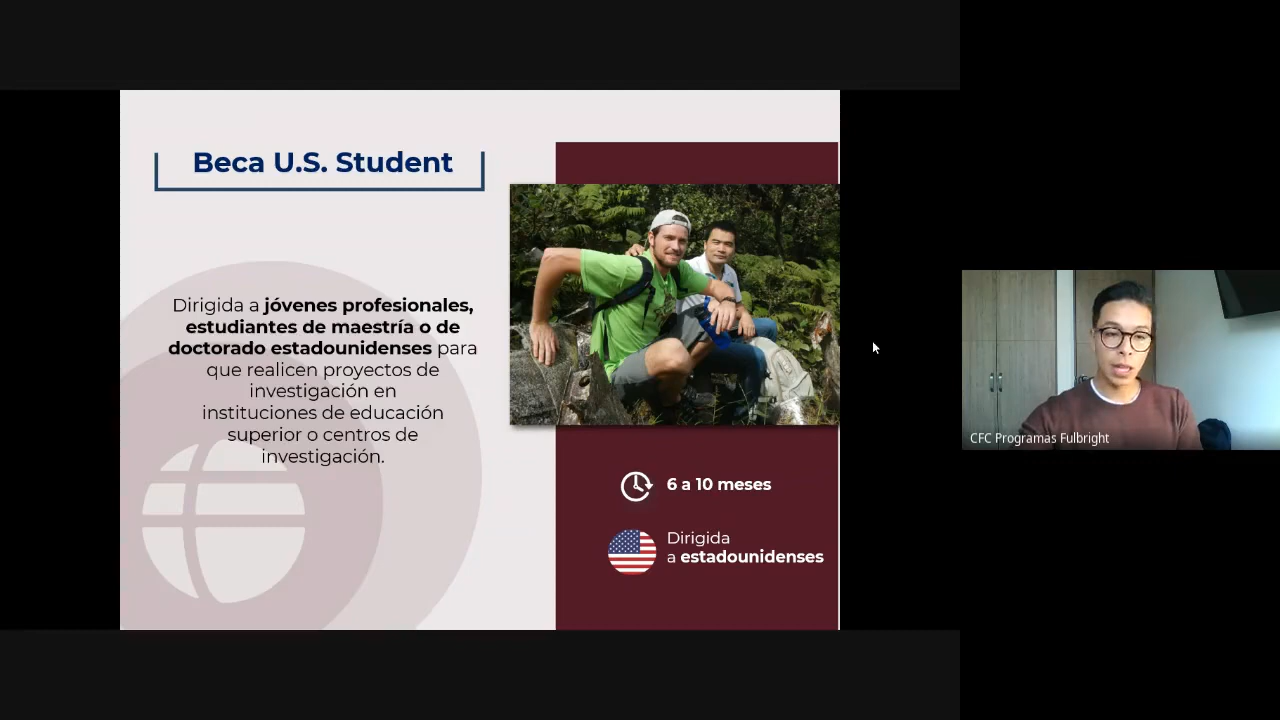 Beca U.S. Student
Dirigida a jóvenes profesionales,
estudiantes de maestría o de
doctorado estadounidenses para
que realicen proyectos de
investigación en
instituciones de educación
superior o centros de
investigación.
6 a 10 meses
Dirigida
a estadounidenses
CFC Programas Fulbright